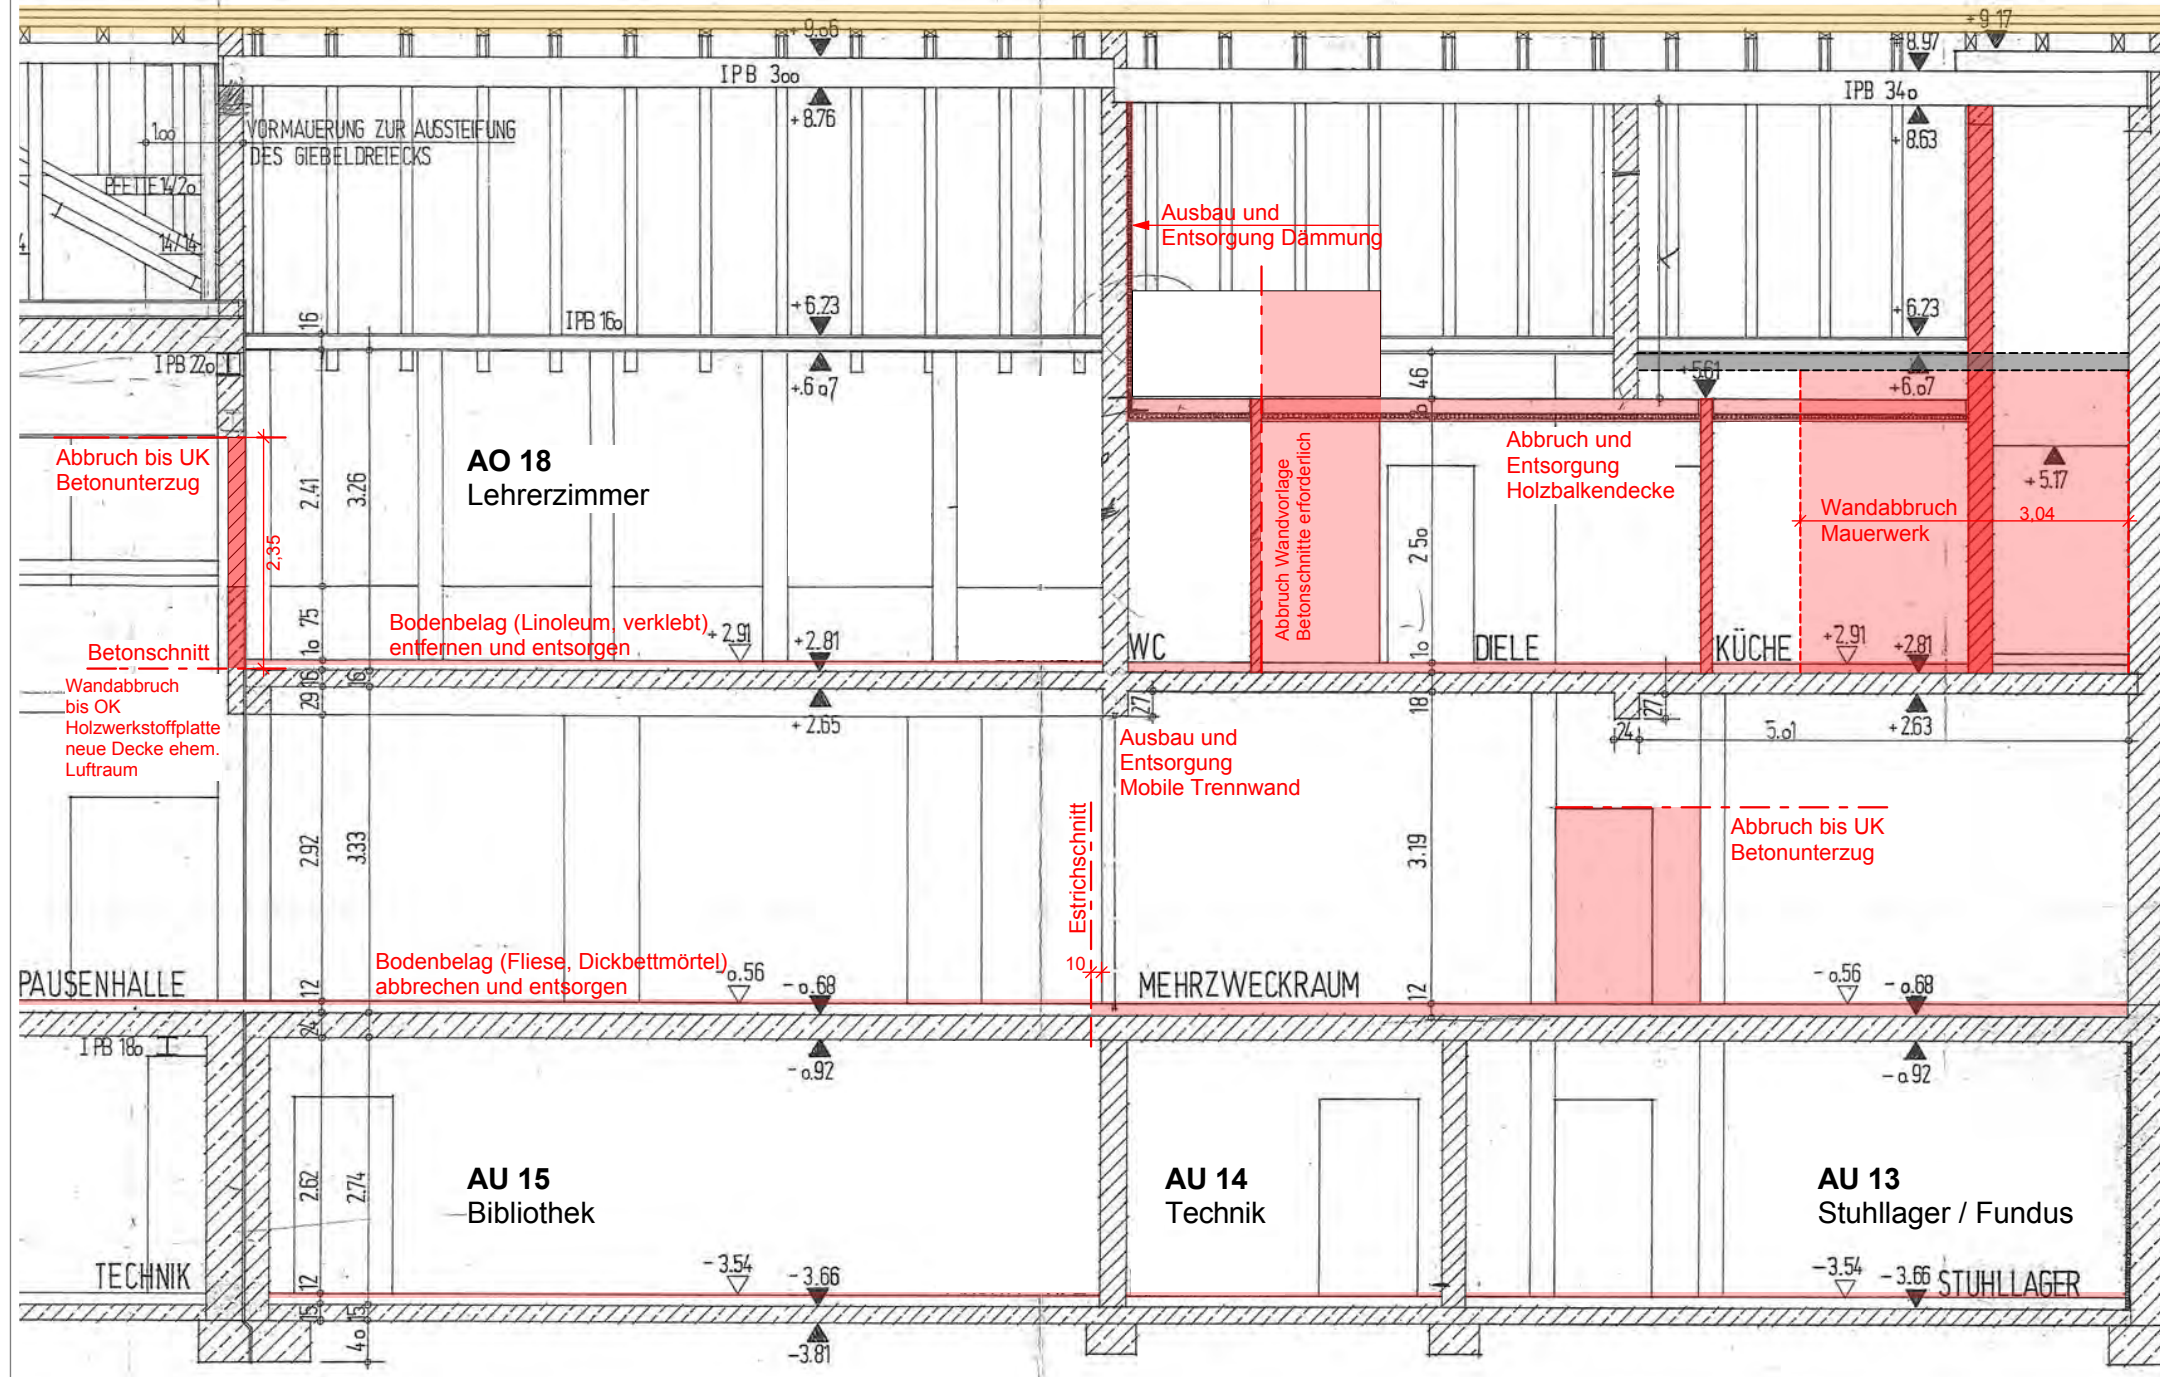 +9.06
+9.17
+8.97
IPB 300
IPB 340
+8.76
+8.63
100
VORMAUERUNG ZUR AUSSTEIFUNG
DES GIEBELDREIECKS
PFETTE 14/20
14/14
Ausbau und
Entsorgung Dämmung
16
IPB 160
+6.23
+6.23
IPB 220
+6.07
46
+5.61
+6.07
Abbruch bis UK
Betonunterzug
AO 18
Lehrerzimmer
2.41
3.26
2,35
Abbruch Wandvorlage
Betonschnitte erforderlich
2.50
Abbruch und
Entsorgung
Holzbalkendecke
+5.17
Wandabbruch
Mauerwerk
3,04
75
Bodenbelag (Linoleum, verklebt)
entfernen und entsorgen
+2.91
+2.81
Betonschnitt
10
WC
10
DIELE
KÜCHE
+2.91
+2.81
Wandabbruch
bis OK
Holzwerkstoffplatte
neue Decke ehem.
Luftraum
16
16
29
+2.65
27
18
24
27
5.01
+2.63
Ausbau und
Entsorgung
Mobile Trennwand
Estrichschnitt
10
2.92
3.33
3.19
Abbruch bis UK
Betonunterzug
PAUSENHALLE
12
Bodenbelag (Fliese, Dickbettmörtel)
abbrechen und entsorgen
-0.56
-0.68
MEHRZWECKRAUM
12
-0.56
-0.68
24
IPB 180
-0.92
-0.92
AU 15
Bibliothek
AU 14
Technik
AU 13
Stuhllager / Fundus
2.62
2.74
TECHNIK
12
-3.54
-3.66
-3.54
-3.66
STUHLLAGER
15
15
40
-3.81